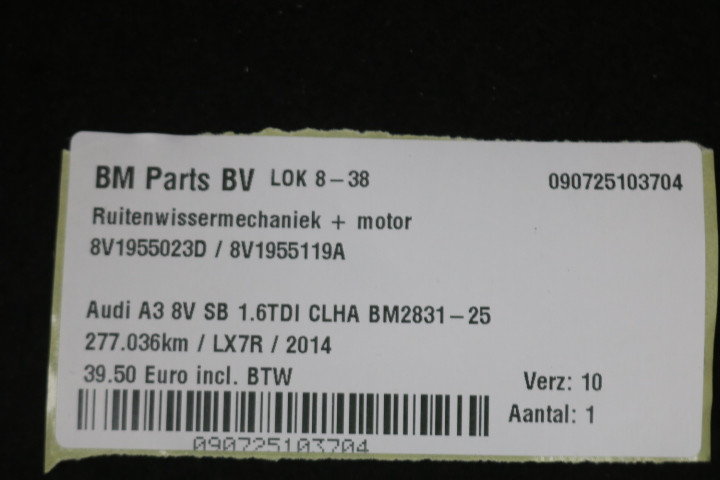 BM Parts BV LOK 8-38 090725103704
Ruitenwissermechaniek + motor
8V1955023D / 8V1955119A
Audi A3 8V SB 1.6TDI CLHA BM2831-25
277.036km / LX7R / 2014
39.50 Euro incl. BTW
Verz: 10
Aantal: 1
090725103704